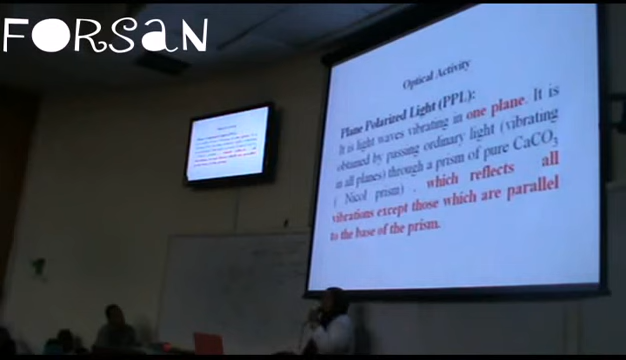 FORSAN
Optical Activity
Plane Polarized Light (PPL):
It is light waves vibrating in one plane. It is
obtained by passing ordinary light (vibrating
in all planes) through a prism of pure CaCO3
( Nicol prism) . which reflects all
vibrations except those which are parallel
to the base of the prism.